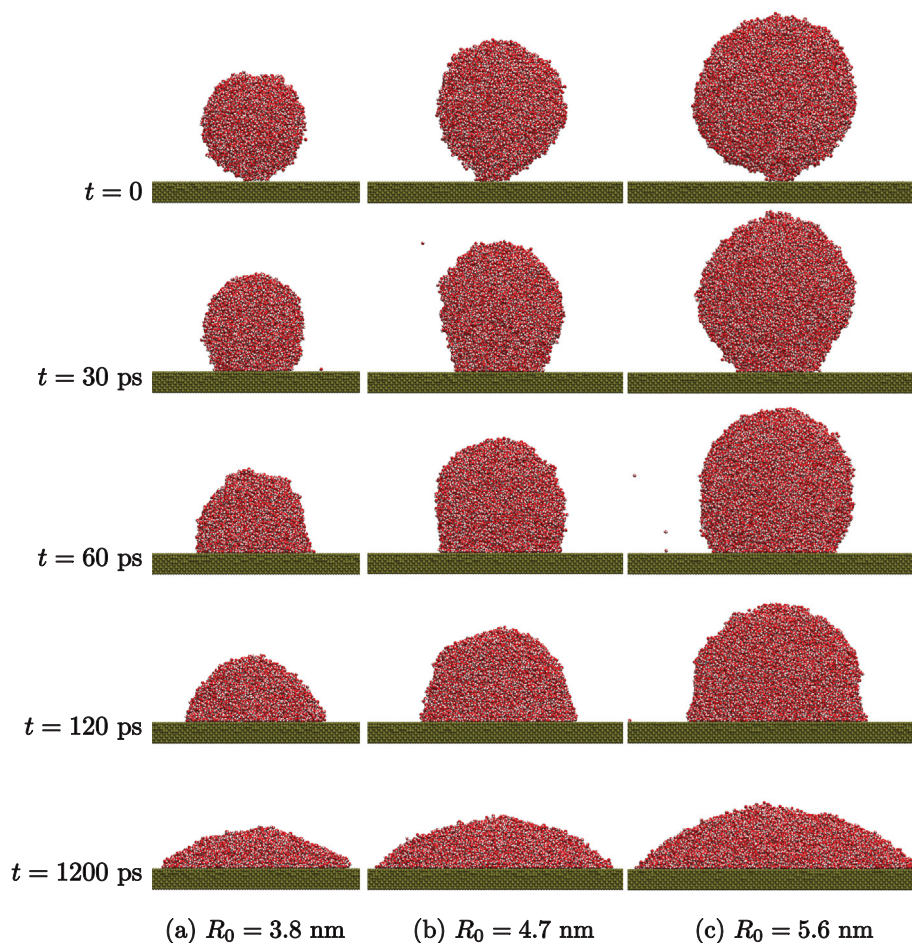 t = 0
t = 30 ps
t = 60 ps
t = 120 ps
t = 1200 ps
(a) R₀ = 3.8 nm (b) R₀ = 4.7 nm (c) R₀ = 5.6 nm